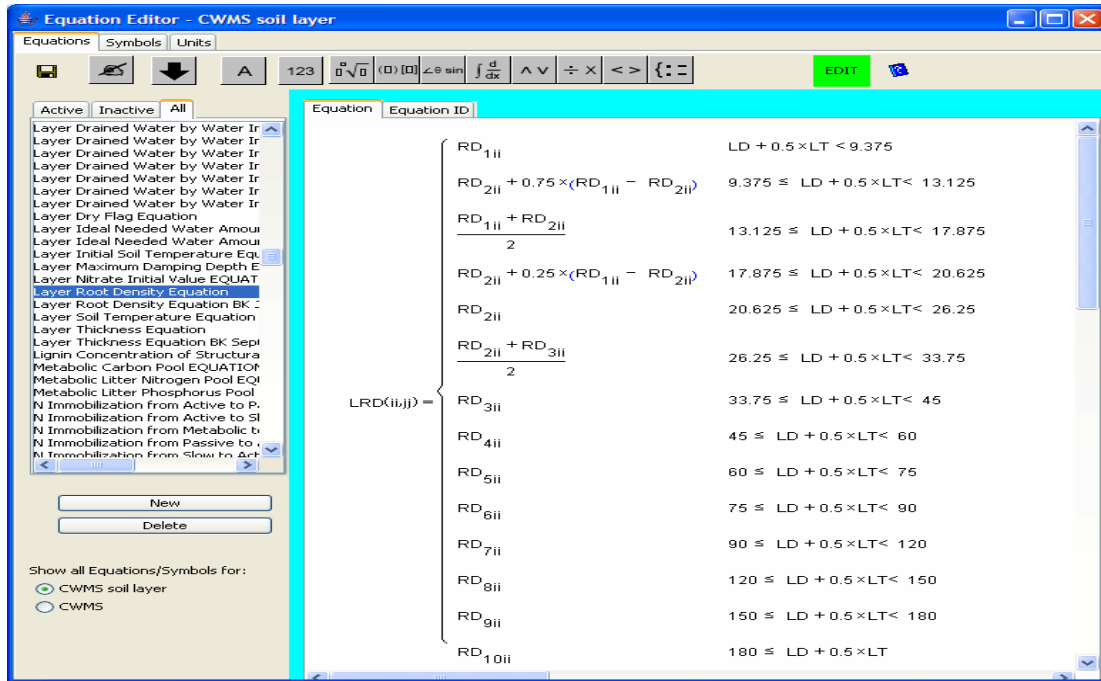 Equation Editor - CWMS soil layer
Equations Symbols Units
A 123 (□) [□] ∠θ sin ∫ d/dx ∧ ∨ ÷ × < > EDIT
Active Inactive All
Layer Drained Water by Water Ir
Layer Drained Water by Water Ir
Layer Drained Water by Water Ir
Layer Drained Water by Water Ir
Layer Drained Water by Water In
Layer Drained Water by Water In
Layer Drained Water by Water Ir
Layer Dry Flag Equation
Layer Ideal Needed Water Amou
Layer Ideal Needed Water Amou
Layer Initial Soil Temperature Equ
Layer Maximum Damping Depth E
Layer Nitrate Initial Value EQUAT
Layer Root Density Equation
Layer Root Density Equation BK
Layer Soil Temperature Equation
Layer Thickness Equation
Layer Thickness Equation BK Sep
Lignin Concentration of Structura
Metabolic Carbon Pool EQUATION
Metabolic Litter Nitrogen Pool EQ
Metabolic Litter Phosphorus Pool
N Immobilization from Active to P
N Immobilization from Active to Sl
N Immobilization from Metabolic t
N Immobilization from Passive to
N Immobilization from Slow to Act
New
Delete
Show all Equations/Symbols for:
CWMS soil layer
CWMS
Equation Equation ID
LRD(ii,jj) =
RD1ii LD + 0.5×LT < 9.375
RD2ii + 0.75×(RD1ii − RD2ii) 9.375 ≤ LD + 0.5×LT< 13.125
RD1ii + RD2ii
2
13.125 ≤ LD + 0.5×LT< 17.875
RD2ii + 0.25×(RD1ii − RD2ii) 17.875 ≤ LD + 0.5×LT< 20.625
RD2ii 20.625 ≤ LD + 0.5×LT< 26.25
RD2ii + RD3ii
2
26.25 ≤ LD + 0.5×LT< 33.75
RD3ii 33.75 ≤ LD + 0.5×LT< 45
RD4ii 45 ≤ LD + 0.5×LT< 60
RD5ii 60 ≤ LD + 0.5×LT< 75
RD6ii 75 ≤ LD + 0.5×LT< 90
RD7ii 90 ≤ LD + 0.5×LT< 120
RD8ii 120 ≤ LD + 0.5×LT< 150
RD9ii 150 ≤ LD + 0.5×LT< 180
RD10ii 180 ≤ LD + 0.5×LT